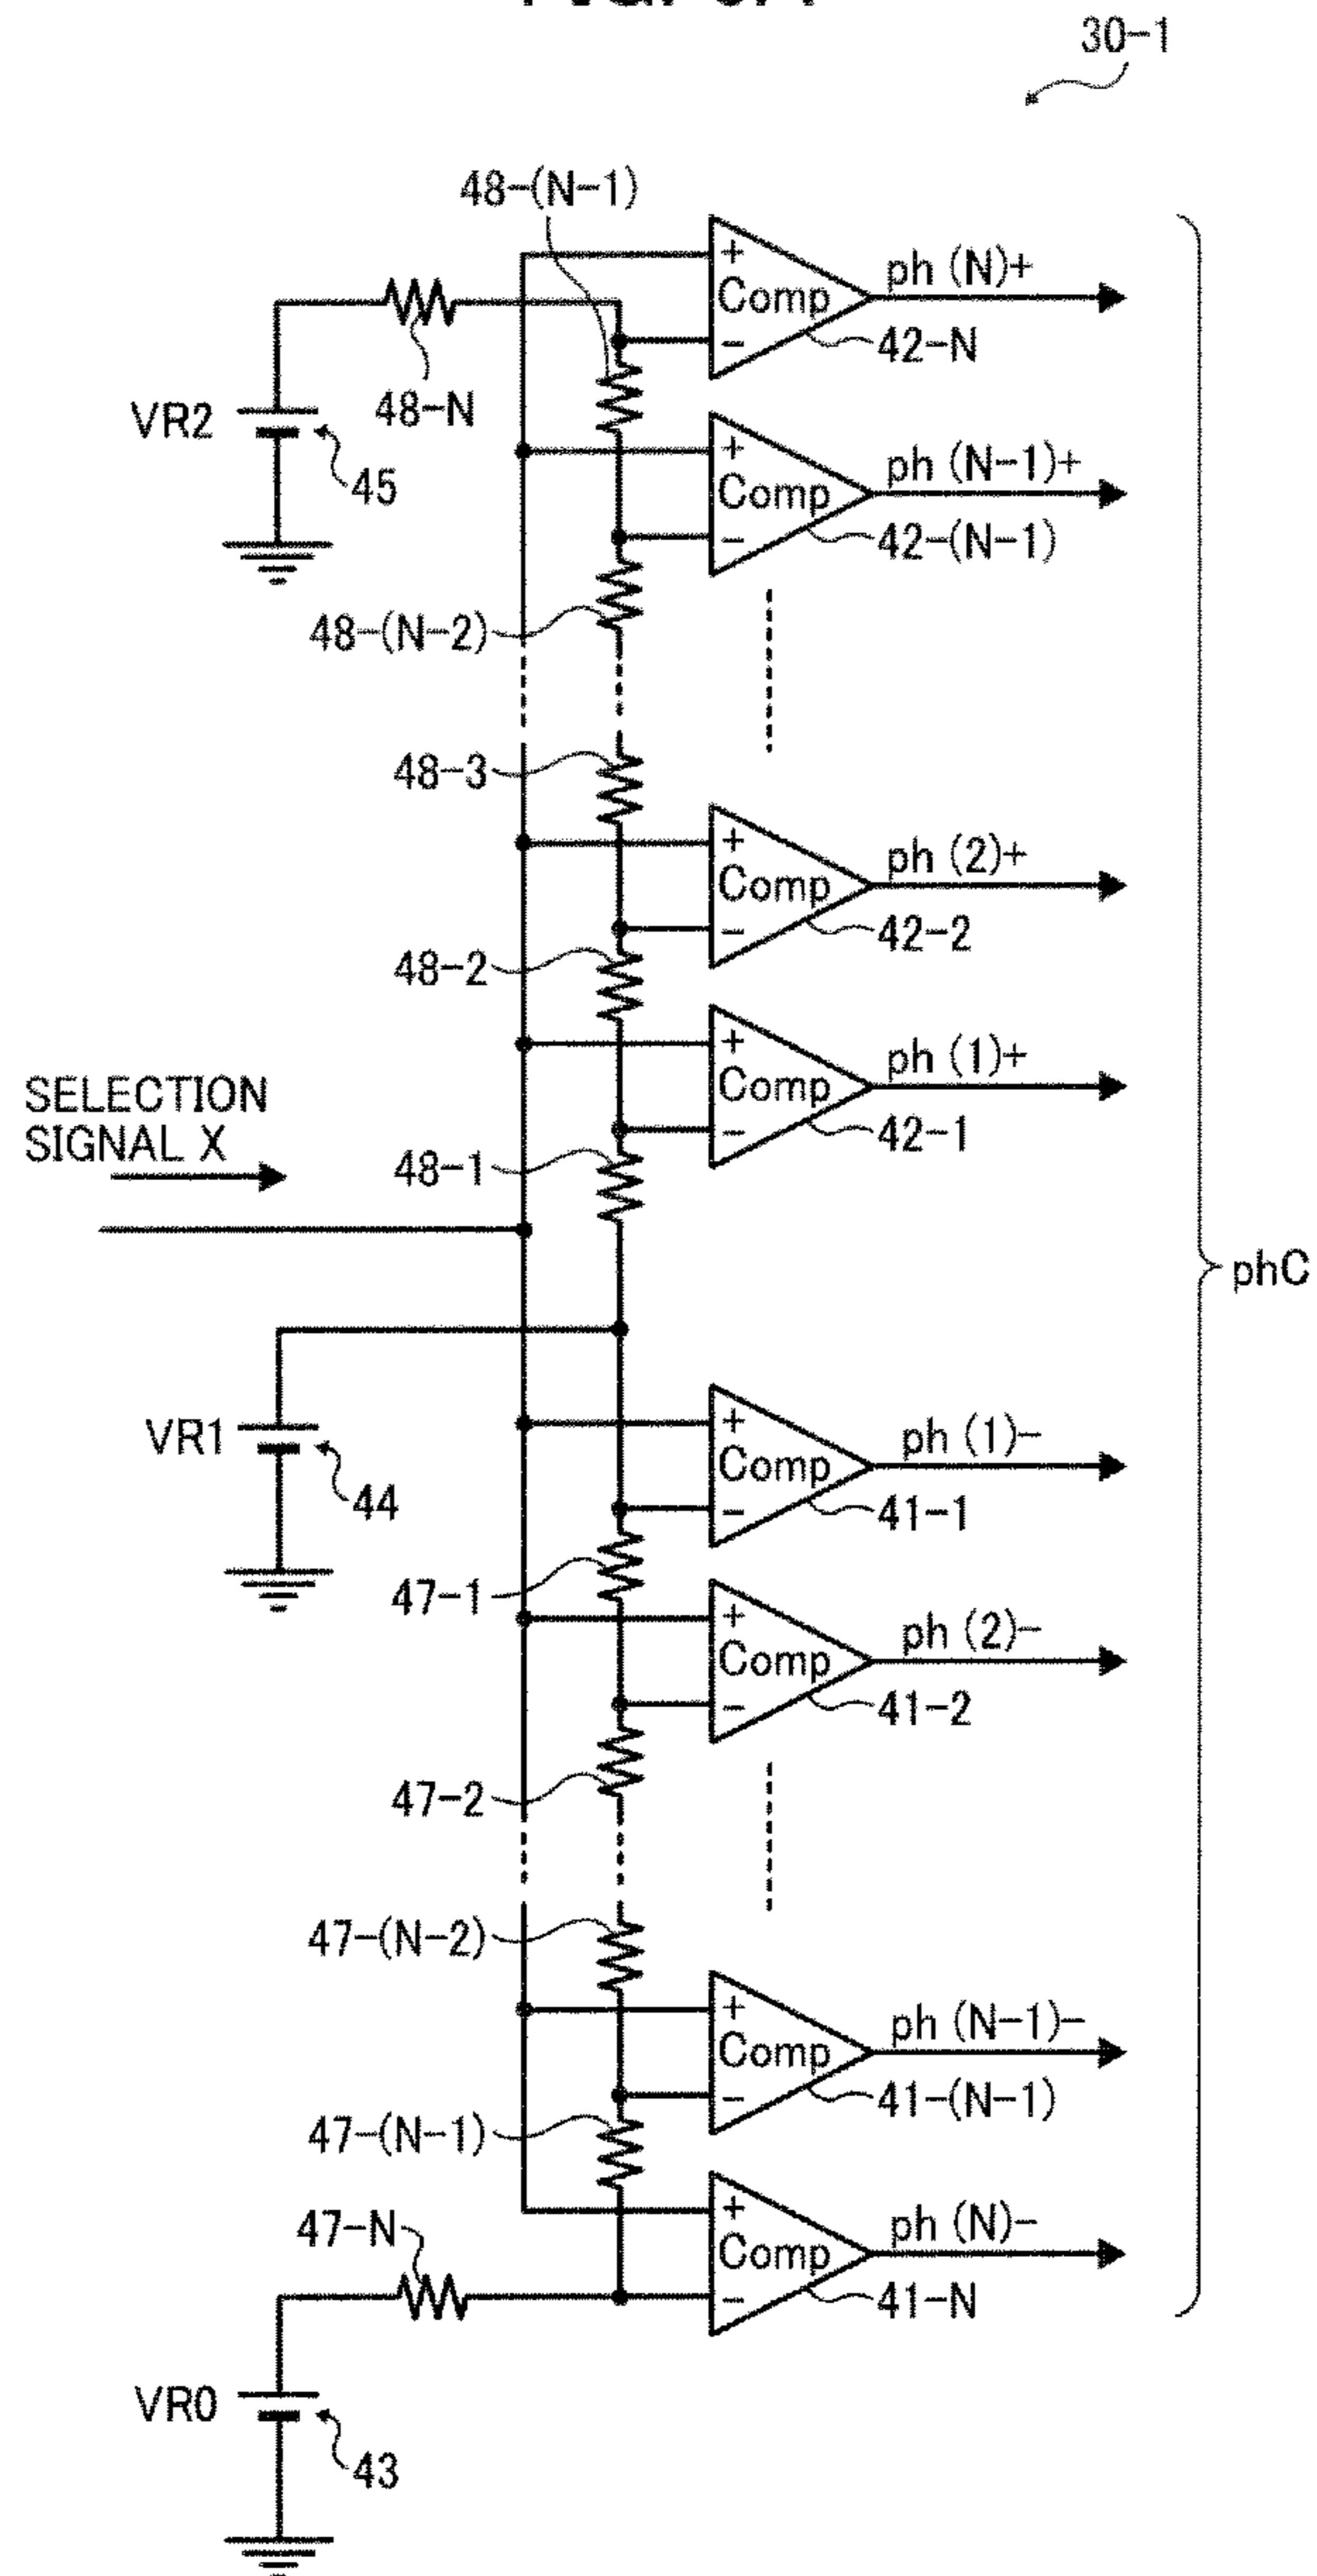 30-1
48-(N-1)
+
Comp
-
ph (N)+
42-N
48-N
VR2
45
+
Comp
-
ph (N-1)+
42-(N-1)
48-(N-2)
48-3
+
Comp
-
ph (2)+
42-2
48-2
+
Comp
-
ph (1)+
42-1
SELECTION
SIGNAL X
48-1
phC
VR1
44
+
Comp
-
ph (1)-
41-1
47-1
+
Comp
-
ph (2)-
41-2
47-2
47-(N-2)
+
Comp
-
ph (N-1)-
41-(N-1)
47-(N-1)
47-N
+
Comp
-
ph (N)-
41-N
VR0
43